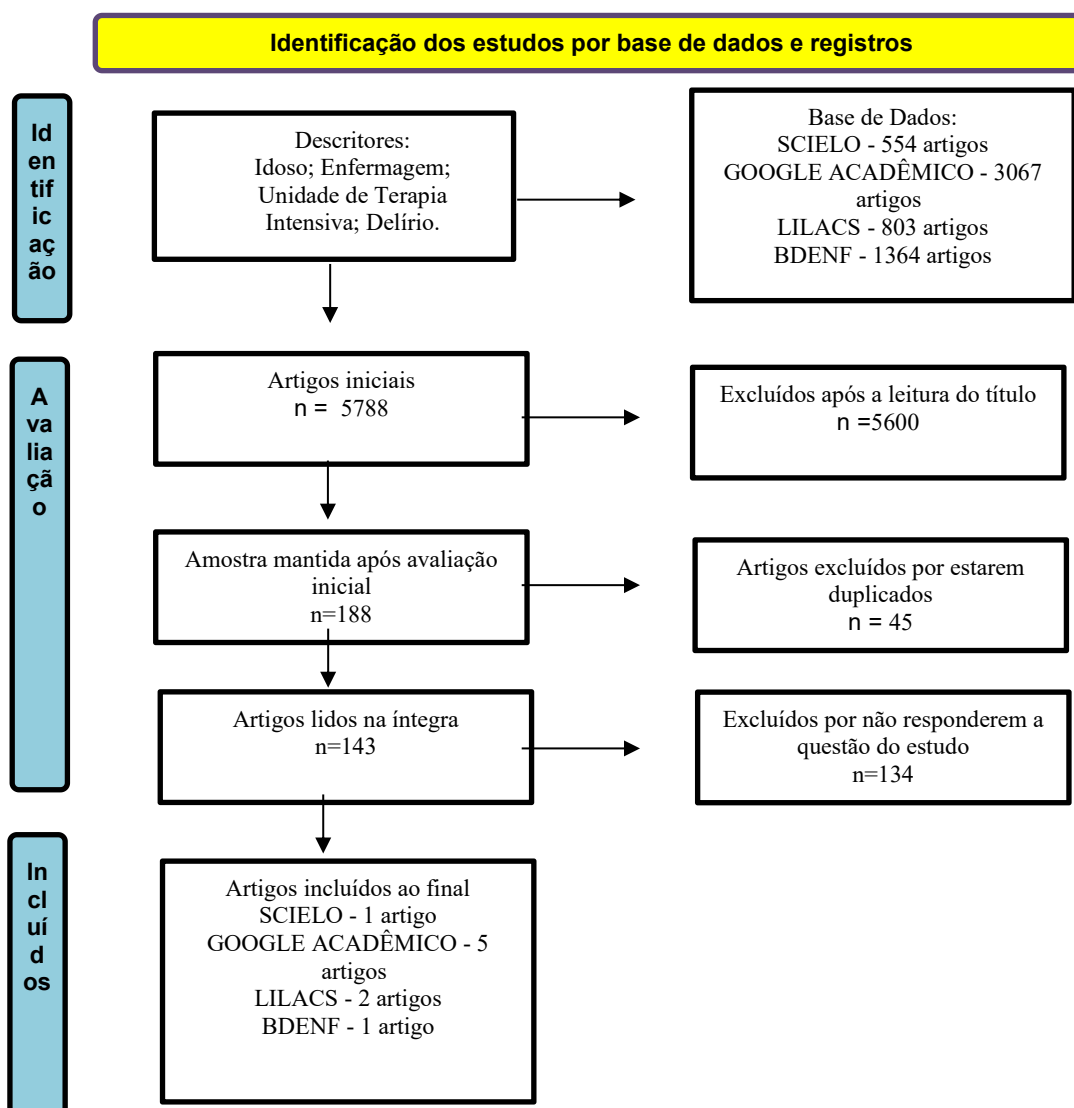 Identificação dos estudos por base de dados e registros
Id
en
tif
ic
aç
ão
Descritores:
Idoso; Enfermagem;
Unidade de Terapia
Intensiva; Delírio.
Base de Dados:
SCIELO - 554 artigos
GOOGLE ACADÊMICO - 3067
artigos
LILACS - 803 artigos
BDENF - 1364 artigos
A
va
lia
çã
o
Artigos iniciais
n = 5788
Excluídos após a leitura do título
n =5600
Amostra mantida após avaliação
inicial
n=188
Artigos excluídos por estarem
duplicados
n = 45
Artigos lidos na íntegra
n=143
Excluídos por não responderem a
questão do estudo
n=134
In
cl
uí
d
os
Artigos incluídos ao final
SCIELO - 1 artigo
GOOGLE ACADÊMICO - 5
artigos
LILACS - 2 artigos
BDENF - 1 artigo